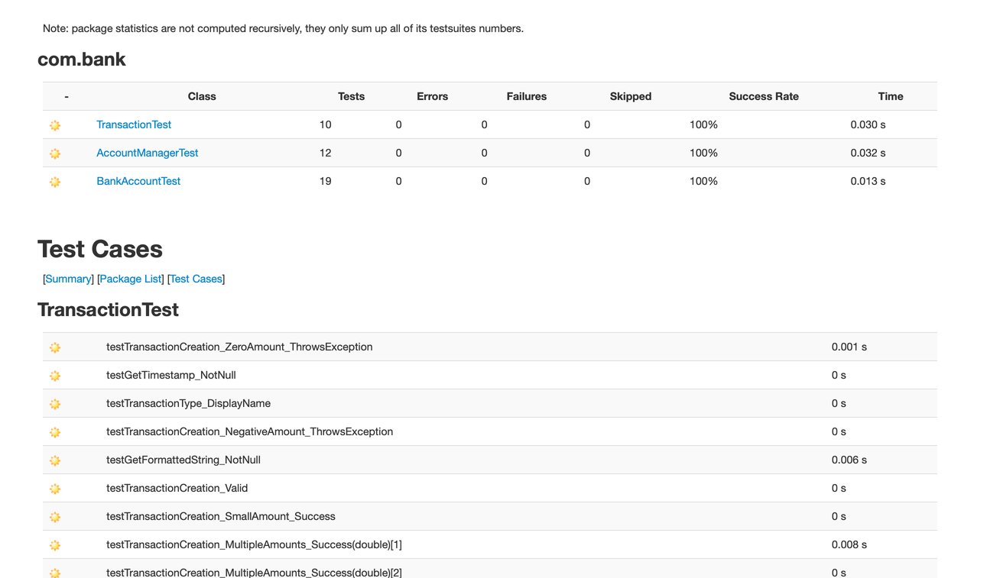 Note: package statistics are not computed recursively, they only sum up all of its testsuites numbers.
com.bank
- Class Tests Errors Failures Skipped Success Rate Time
TransactionTest 10 0 0 0 100% 0.030 s
AccountManagerTest 12 0 0 0 100% 0.032 s
BankAccountTest 19 0 0 0 100% 0.013 s
Test Cases
[Summary] [Package List] [Test Cases]
TransactionTest
testTransactionCreation_ZeroAmount_ThrowsException 0.001 s
testGetTimestamp_NotNull 0 s
testTransactionType_DisplayName 0 s
testTransactionCreation_NegativeAmount_ThrowsException 0 s
testGetFormattedString_NotNull 0.006 s
testTransactionCreation_Valid 0 s
testTransactionCreation_SmallAmount_Success 0 s
testTransactionCreation_MultipleAmounts_Success(double)[1] 0.008 s
testTransactionCreation_MultipleAmounts_Success(double)[2] 0 s